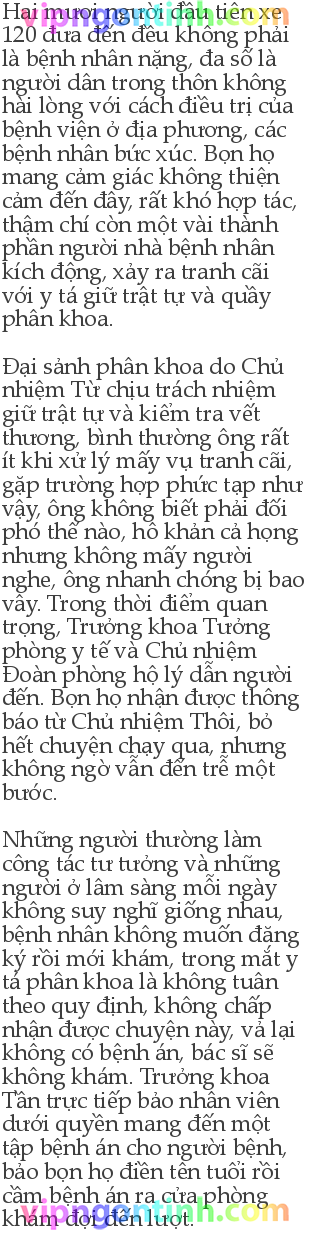 Hai mươi người đầu tiên xe
120 đưa đến đều không phải
là bệnh nhân nặng, đa số là
người dân trong thôn không
hài lòng với cách điều trị của
bệnh viện ở địa phương, các
bệnh nhân bức xúc. Bọn họ
mang cảm giác không thiện
cảm đến đây, rất khó hợp tác,
thậm chí còn một vài thành
phần người nhà bệnh nhân
kích động, xảy ra tranh cãi
với y tá giữ trật tự và quầy
phân khoa.

Đại sảnh phân khoa do Chủ
nhiệm Từ chịu trách nhiệm
giữ trật tự và kiểm tra vết
thương, bình thường ông rất
ít khi xử lý mấy vụ tranh cãi,
gặp trường hợp phức tạp như
vậy, ông không biết phải đối
phó thế nào, hô khản cả họng
nhưng không mấy người
nghe, ông nhanh chóng bị bao
vây. Trong thời điểm quan
trọng, Trưởng khoa Tưởng
phòng y tế và Chủ nhiệm
Đoàn phòng hộ lý dẫn người
đến. Bọn họ nhận được thông
báo từ Chủ nhiệm Thôi, bỏ
hết chuyện chạy qua, nhưng
không ngờ vẫn đến trễ một
bước.

Những người thường làm
công tác tư tưởng và những
người ở lâm sàng mỗi ngày
không suy nghĩ giống nhau,
bệnh nhân không muốn đăng
ký rồi mới khám, trong mắt y
tá phân khoa là không tuân
theo quy định, không chấp
nhận được chuyện này, vả lại
không có bệnh án, bác sĩ sẽ
không khám. Trưởng khoa
Tần trực tiếp bảo nhân viên
dưới quyền mang đến một
tập bệnh án cho người bệnh,
bảo bọn họ điền tên tuổi rồi
cầm bệnh án ra cửa phòng
khám đợi đến lượt.
vipngontinh.com